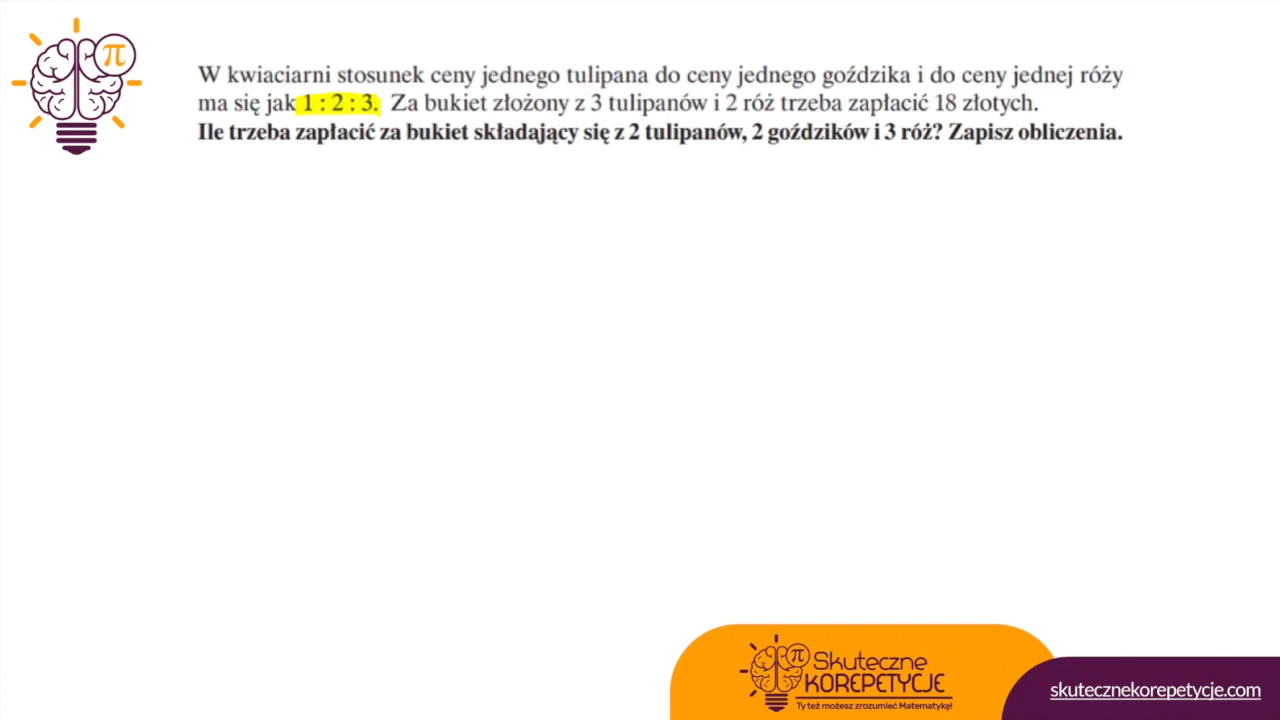 π
W kwiaciarni stosunek ceny jednego tulipana do ceny jednego goździka i do ceny jednej róży
ma się jak 1 : 2 : 3. Za bukiet złożony z 3 tulipanów i 2 róż trzeba zapłacić 18 złotych.
Ile trzeba zapłacić za bukiet składający się z 2 tulipanów, 2 goździków i 3 róż? Zapisz obliczenia.
π
Skuteczne
KOREPETYCJE
Ty też możesz zrozumieć Matematykę!
skutecznekorepetycje.com